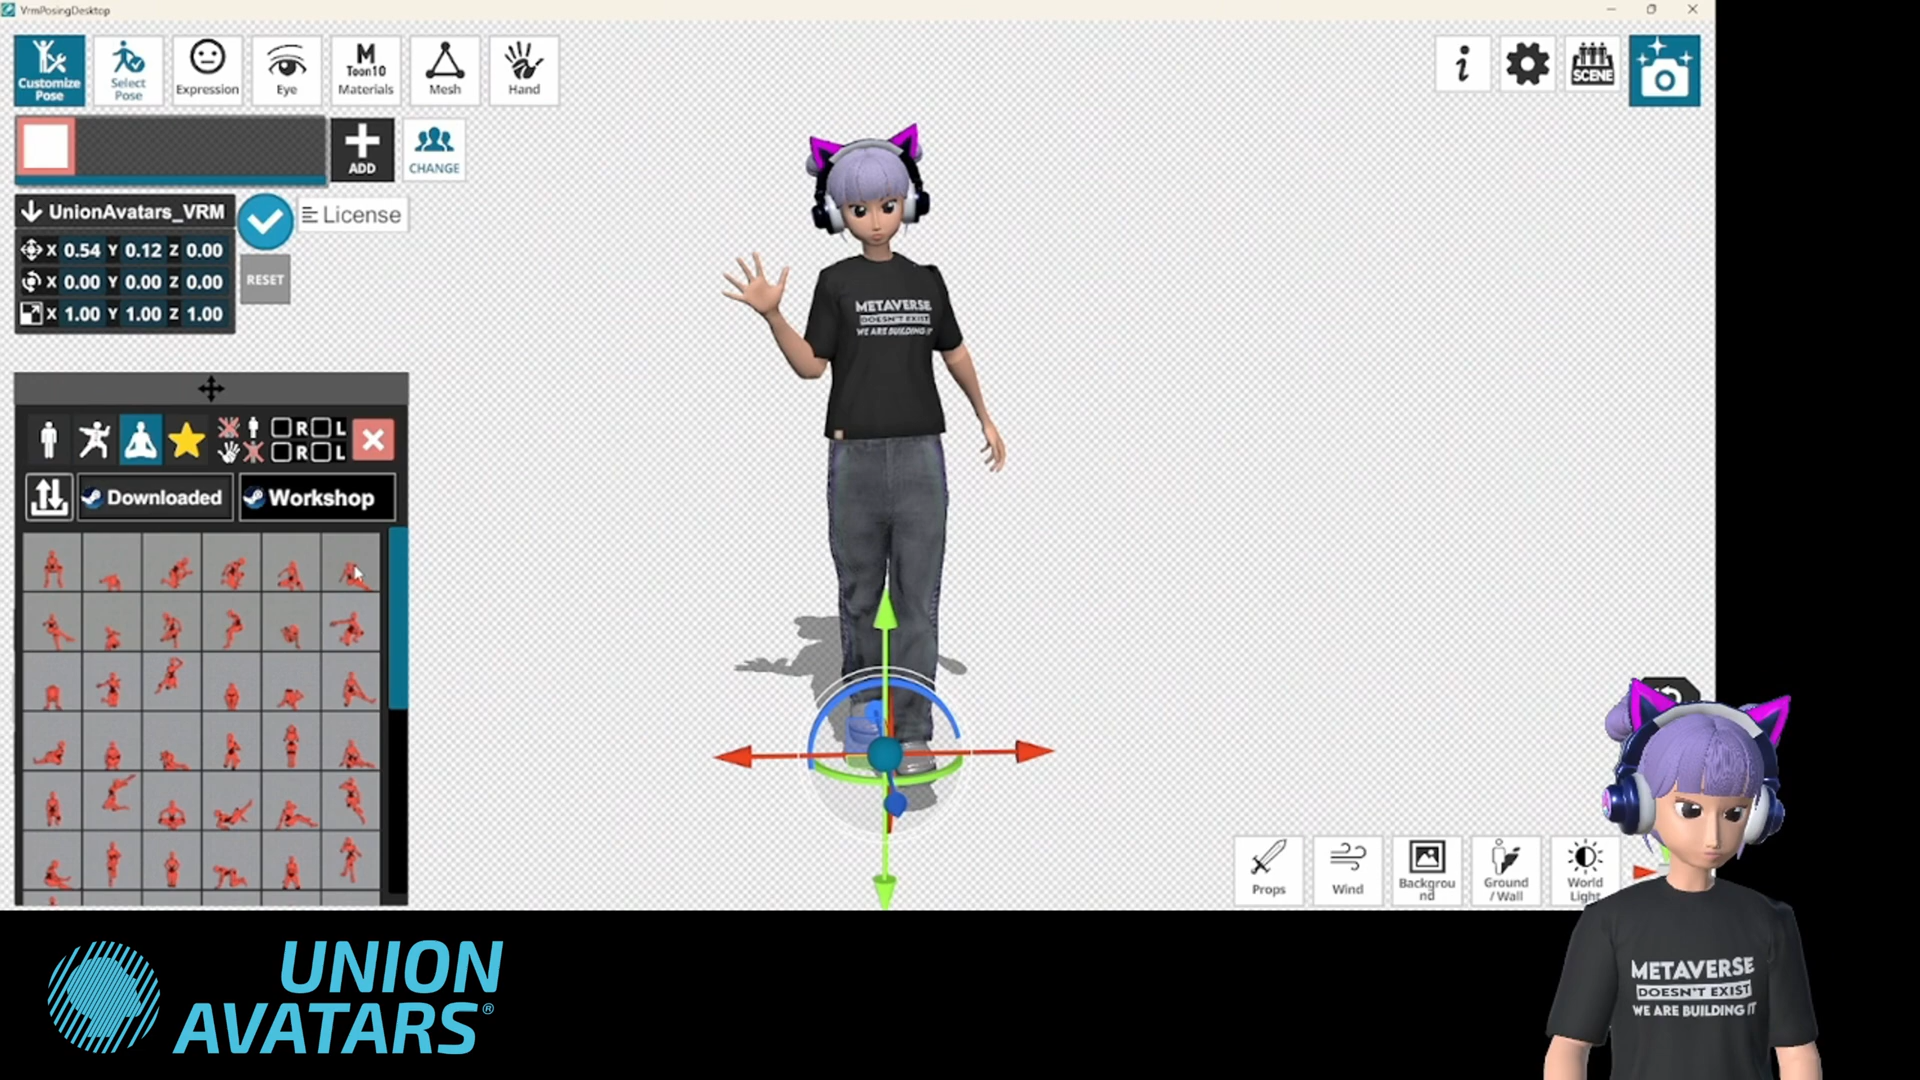 VrmPosingDesktop
Customize
Pose
Select
Pose
Expression
Eye
M
Toon10
Materials
Mesh
Hand
i
SCENE
ADD
CHANGE
UnionAvatars_VRM
License
X 0.54 Y 0.12 Z 0.00
X 0.00 Y 0.00 Z 0.00
RESET
X 1.00 Y 1.00 Z 1.00
R L
R L
Downloaded
Workshop
METAVERSE
DOESN'T EXIST
WE ARE BUILDING IT
Props
Wind
Backgrou
nd
Ground
/ Wall
World
Light
UNION
AVATARS®
METAVERSE
DOESN'T EXIST
WE ARE BUILDING IT